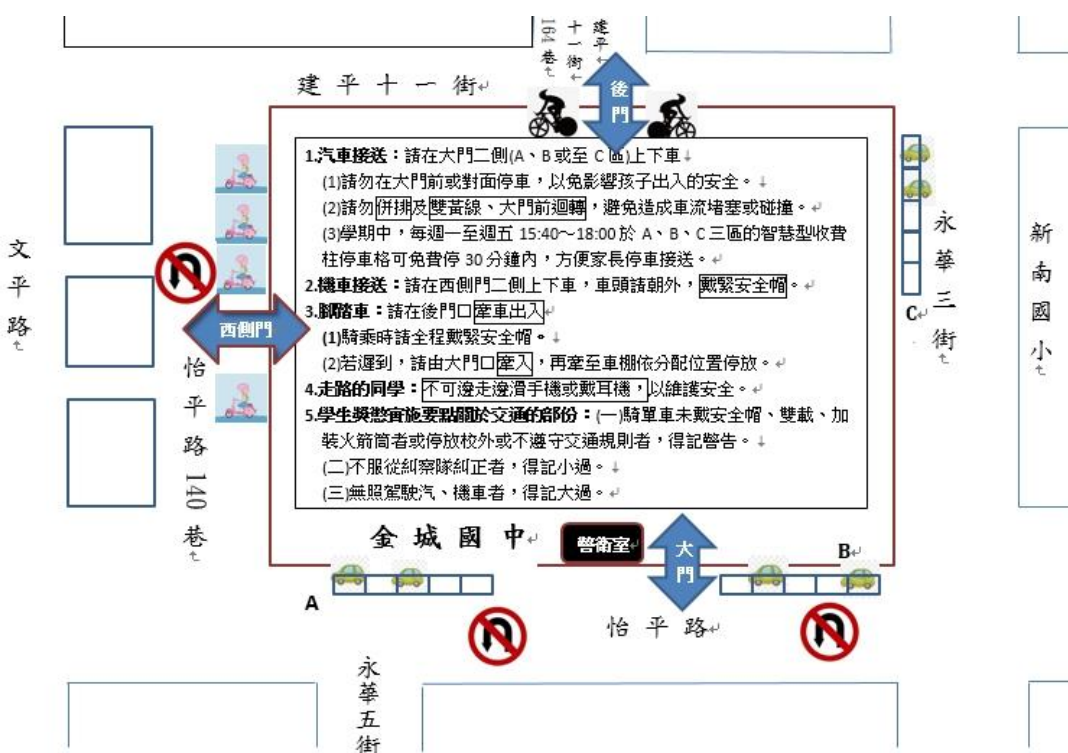 建平十一街164巷
建平十一街
後門
1.汽車接送：請在大門二側(A、B 或至 C 區)上下車
(1)請勿在大門前或對面停車，以免影響孩子出入的安全。
(2)請勿併排及雙黃線、大門前迴轉，避免造成車流堵塞或碰撞。
(3)學期中，每週一至週五 15:40～18:00 於 A、B、C 三區的智慧型收費
柱停車格可免費停 30 分鐘內，方便家長停車接送。
2.機車接送：請在西側門二側上下車，車頭請朝外，戴緊安全帽。
3.腳踏車：請在後門口牽車出入
(1)騎乘時請全程戴緊安全帽。
(2)若遲到，請由大門口牽入，再牽至車棚依分配位置停放。
4.走路的同學：不可邊走邊滑手機或戴耳機，以維護安全。
5.學生獎懲實施要點關於交通的部份：(一)騎單車未戴安全帽、雙載、加
裝火箭筒者或停放校外或不遵守交通規則者，得記警告。
(二)不服從糾察隊糾正者，得記小過。
(三)無照駕駛汽、機車者，得記大過。
文平路
西側門
怡平路140巷
永華三街
C
新南國小
金城國中
警衛室
大門
B
A
怡平路
永華五街